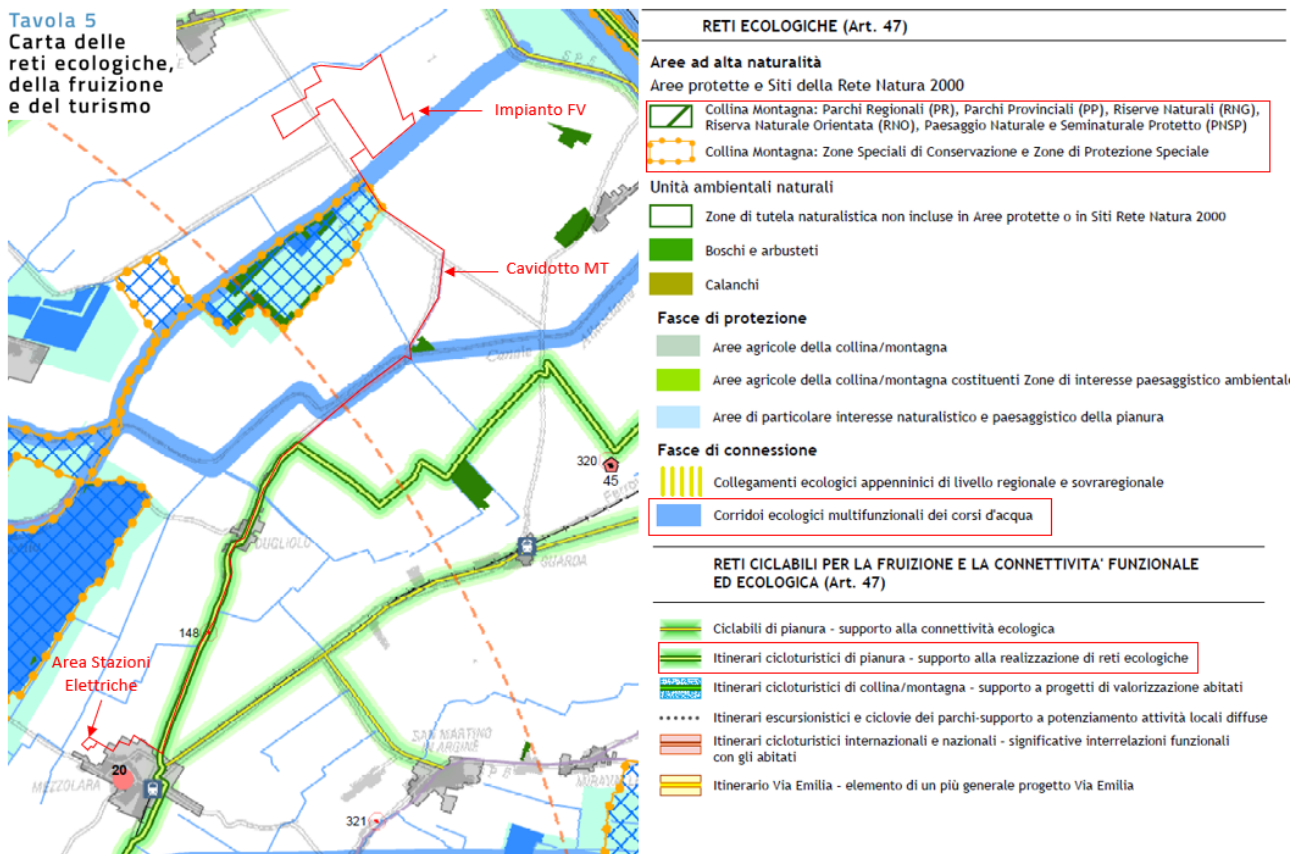 Tavola 5
Carta delle
reti ecologiche,
della fruizione
e del turismo
Impianto FV
Cavidotto MT
Canale
320
45
DUGLIOLO
GUARDA
148
Area Stazioni
Elettriche
SAN MARTINO
IN ARGINE
MEZZOLARA
20
321
RETI ECOLOGICHE (Art. 47)
Aree ad alta naturalità
Aree protette e Siti della Rete Natura 2000
Collina Montagna: Parchi Regionali (PR), Parchi Provinciali (PP), Riserve Naturali (RNG),
Riserva Naturale Orientata (RNO), Paesaggio Naturale e Seminaturale Protetto (PNSP)
Collina Montagna: Zone Speciali di Conservazione e Zone di Protezione Speciale
Unità ambientali naturali
Zone di tutela naturalistica non incluse in Aree protette o in Siti Rete Natura 2000
Boschi e arbusteti
Calanchi
Fasce di protezione
Aree agricole della collina/montagna
Aree agricole della collina/montagna costituenti Zone di interesse paesaggistico ambientale
Aree di particolare interesse naturalistico e paesaggistico della pianura
Fasce di connessione
Collegamenti ecologici appenninici di livello regionale e sovraregionale
Corridoi ecologici multifunzionali dei corsi d'acqua
RETI CICLABILI PER LA FRUIZIONE E LA CONNETTIVITA' FUNZIONALE
ED ECOLOGICA (Art. 47)
Ciclabili di pianura - supporto alla connettività ecologica
Itinerari cicloturistici di pianura - supporto alla realizzazione di reti ecologiche
Itinerari cicloturistici di collina/montagna - supporto a progetti di valorizzazione abitati
Itinerari escursionistici e ciclovie dei parchi-supporto a potenziamento attività locali diffuse
Itinerari cicloturistici internazionali e nazionali - significative interrelazioni funzionali
con gli abitati
Itinerario Via Emilia - elemento di un più generale progetto Via Emilia